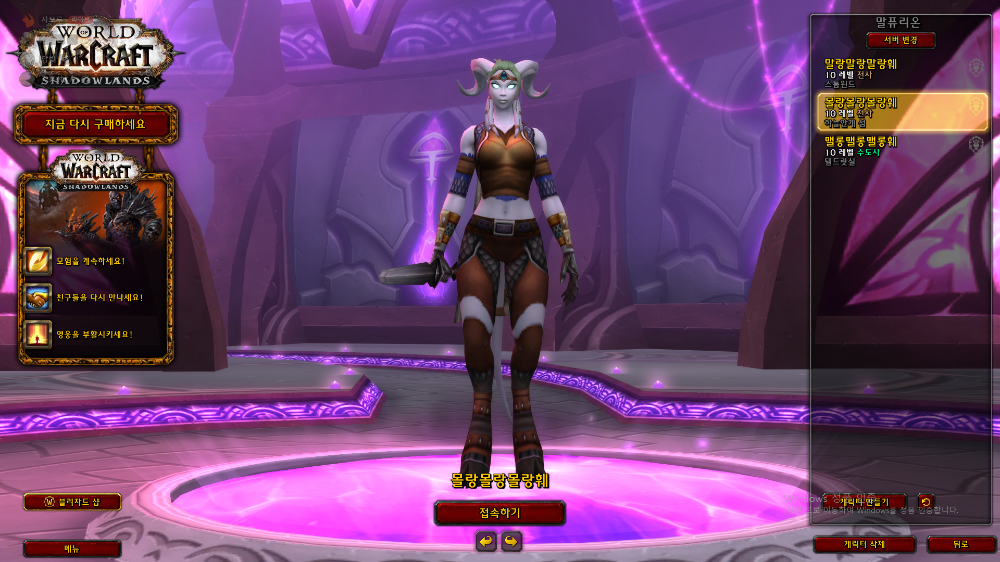 사보루 라이브
WORLD OF WARCRAFT
SHADOWLANDS
지금 다시 구매하세요
WORLD OF WARCRAFT
SHADOWLANDS
모험을 계속하세요!
친구들을 다시 만나세요!
영웅을 부활시키세요!
블리자드 샵
메뉴
몰랑몰랑몰랑훼
접속하기
말퓨리온
서버 변경
말랑말랑말랑훼
10 레벨 전사
스톰윈드
몰랑몰랑몰랑훼
10 레벨 전사
하늘안개 섬
맬롱맬롱맬롱훼
10 레벨 수도사
텔드랏실
Windows 정품 인증
캐릭터 만들기
으로 이동하여 Windows를 정품 인증합니다.
캐릭터 삭제
뒤로